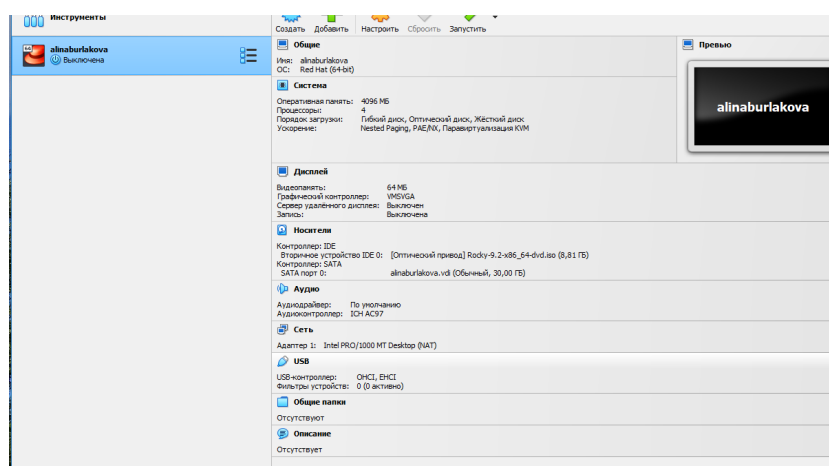 Инструменты
Создать Добавить Настроить Сбросить Запустить
64
alinaburlakova
Выключена
Общие
Имя: alinaburlakova
ОС: Red Hat (64-bit)
Система
Оперативная память: 4096 МБ
Процессоры: 4
Порядок загрузки: Гибкий диск, Оптический диск, Жёсткий диск
Ускорение: Nested Paging, PAE/NX, Паравиртуализация KVM
Превью
alinaburlakova
Дисплей
Видеопамять: 64 МБ
Графический контроллер: VMSVGA
Сервер удалённого дисплея: Выключен
Запись: Выключена
Носители
Контроллер: IDE
Вторичное устройство IDE 0: [Оптический привод] Rocky-9.2-x86_64-dvd.iso (8,81 ГБ)
Контроллер: SATA
SATA порт 0: alinaburlakova.vdi (Обычный, 30,00 ГБ)
Аудио
Аудиодрайвер: По умолчанию
Аудиоконтроллер: ICH AC97
Сеть
Адаптер 1: Intel PRO/1000 MT Desktop (NAT)
USB
USB-контроллер: OHCI, EHCI
Фильтры устройств: 0 (0 активно)
Общие папки
Отсутствуют
Описание
Отсутствует